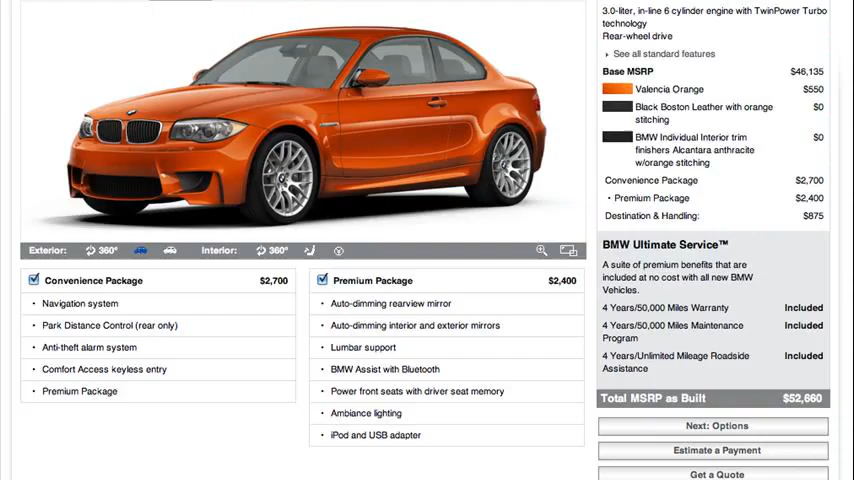 3.0-liter, in-line 6 cylinder engine with TwinPower Turbo
technology
Rear-wheel drive
See all standard features
Base MSRP $46,135
Valencia Orange $550
Black Boston Leather with orange $0
stitching
BMW Individual Interior trim $0
finishers Alcantara anthracite
w/orange stitching
Convenience Package $2,700
• Premium Package $2,400
Destination & Handling: $875
Exterior: 360° Interior: 360°
BMW Ultimate Service™
A suite of premium benefits that are
included at no cost with all new BMW
Vehicles.
4 Years/50,000 Miles Warranty Included
4 Years/50,000 Miles Maintenance Included
Program
4 Years/Unlimited Mileage Roadside Included
Assistance
Total MSRP as Built $52,660
Next: Options
Estimate a Payment
Get a Quote
Convenience Package $2,700
• Navigation system
• Park Distance Control (rear only)
• Anti-theft alarm system
• Comfort Access keyless entry
• Premium Package
Premium Package $2,400
• Auto-dimming rearview mirror
• Auto-dimming interior and exterior mirrors
• Lumbar support
• BMW Assist with Bluetooth
• Power front seats with driver seat memory
• Ambiance lighting
• iPod and USB adapter